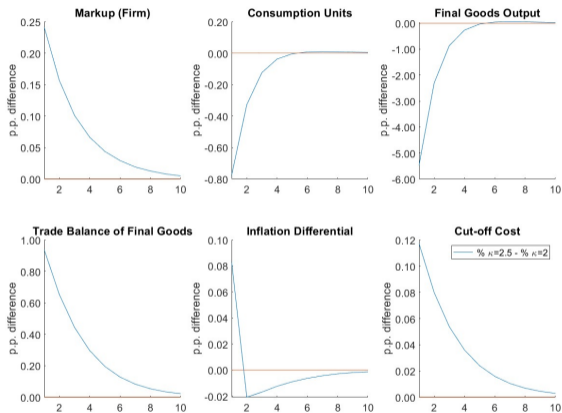 Markup (Firm)
0.25
0.20
0.15
0.10
0.05
0.00
p.p. difference
2 4 6 8 10
Consumption Units
0.20
0.00
-0.20
-0.40
-0.60
-0.80
p.p. difference
2 4 6 8 10
Final Goods Output
0.00
-1.00
-2.00
-3.00
-4.00
-5.00
-6.00
p.p. difference
2 4 6 8 10
Trade Balance of Final Goods
1.00
0.80
0.60
0.40
0.20
0.00
p.p. difference
2 4 6 8 10
Inflation Differential
0.10
0.08
0.06
0.04
0.02
0.00
-0.02
p.p. difference
2 4 6 8 10
Cut-off Cost
0.12
0.10
0.08
0.06
0.04
0.02
0.00
p.p. difference
% κ=2.5 - % κ=2
2 4 6 8 10